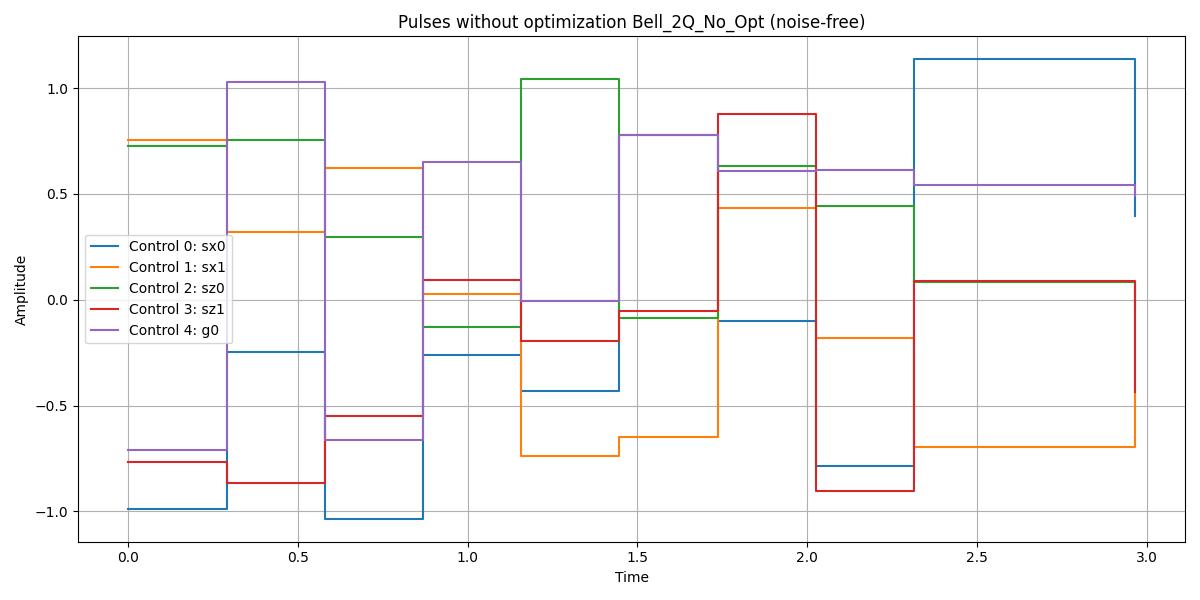 Pulses without optimization Bell_2Q_No_Opt (noise-free)
Amplitude
1.0
0.5
0.0
−0.5
−1.0
Control 0: sx0
Control 1: sx1
Control 2: sz0
Control 3: sz1
Control 4: g0
0.0 0.5 1.0 1.5 2.0 2.5 3.0
Time